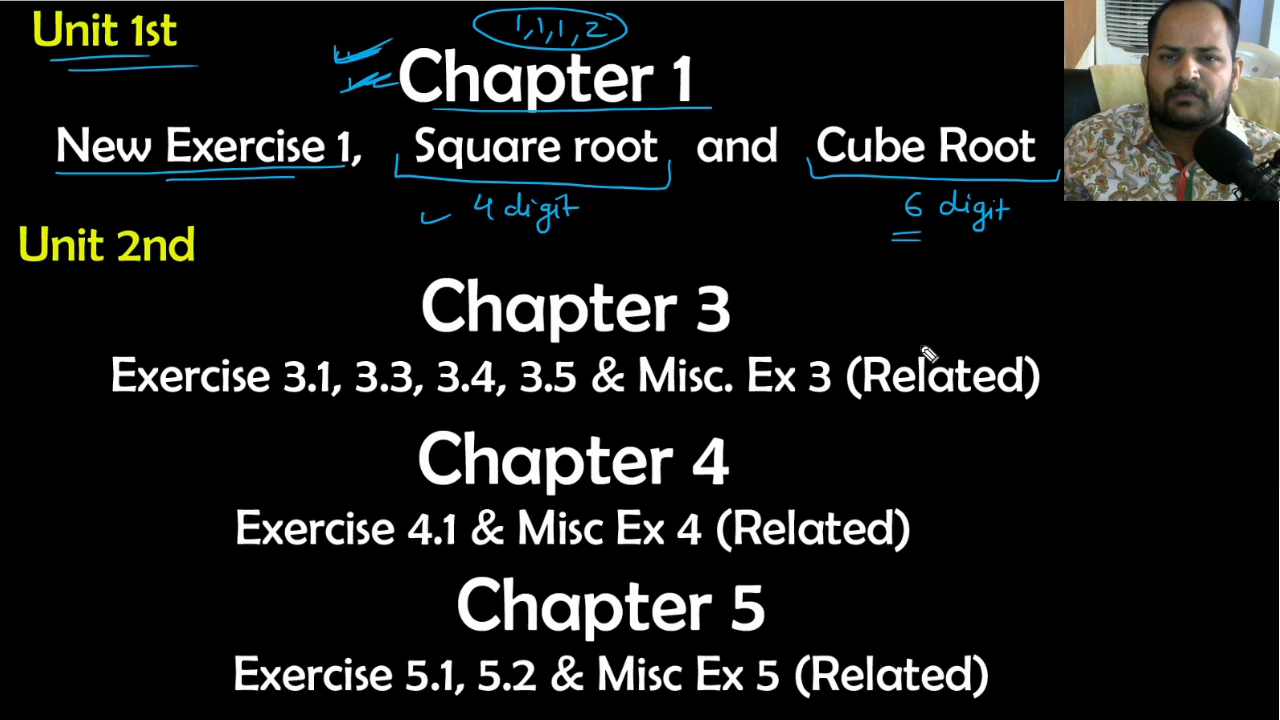 Unit 1st
1,1,1,2
Chapter 1
New Exercise 1, Square root and Cube Root
4 digit 6 digit
Unit 2nd
Chapter 3
Exercise 3.1, 3.3, 3.4, 3.5 & Misc. Ex 3 (Related)
Chapter 4
Exercise 4.1 & Misc Ex 4 (Related)
Chapter 5
Exercise 5.1, 5.2 & Misc Ex 5 (Related)